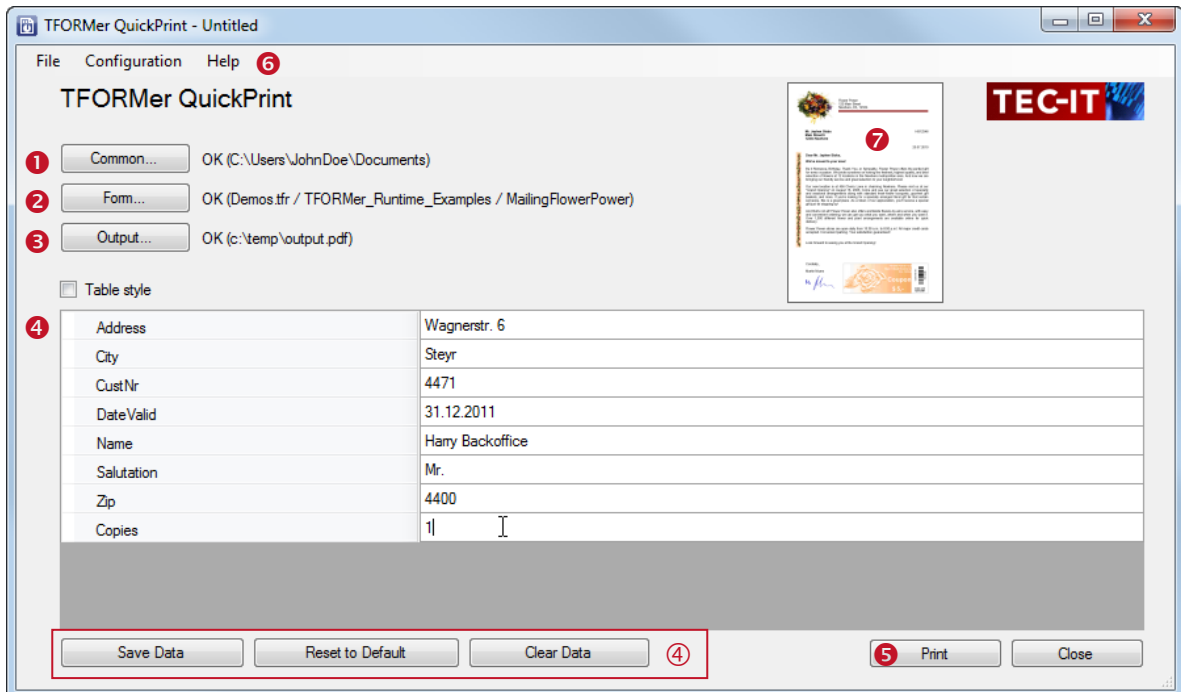 TFORMer QuickPrint - Untitled
File Configuration Help 6
TFORMer QuickPrint
TEC-IT
7
1 Common... OK (C:\Users\JohnDoe\Documents)
2 Form... OK (Demos.tfr / TFORMer_Runtime_Examples / MailingFlowerPower)
3 Output... OK (c:\temp\output.pdf)
Table style
4 Address Wagnerstr. 6
City Steyr
CustNr 4471
DateValid 31.12.2011
Name Harry Backoffice
Salutation Mr.
Zip 4400
Copies 1
Save Data Reset to Default Clear Data 4 5 Print Close